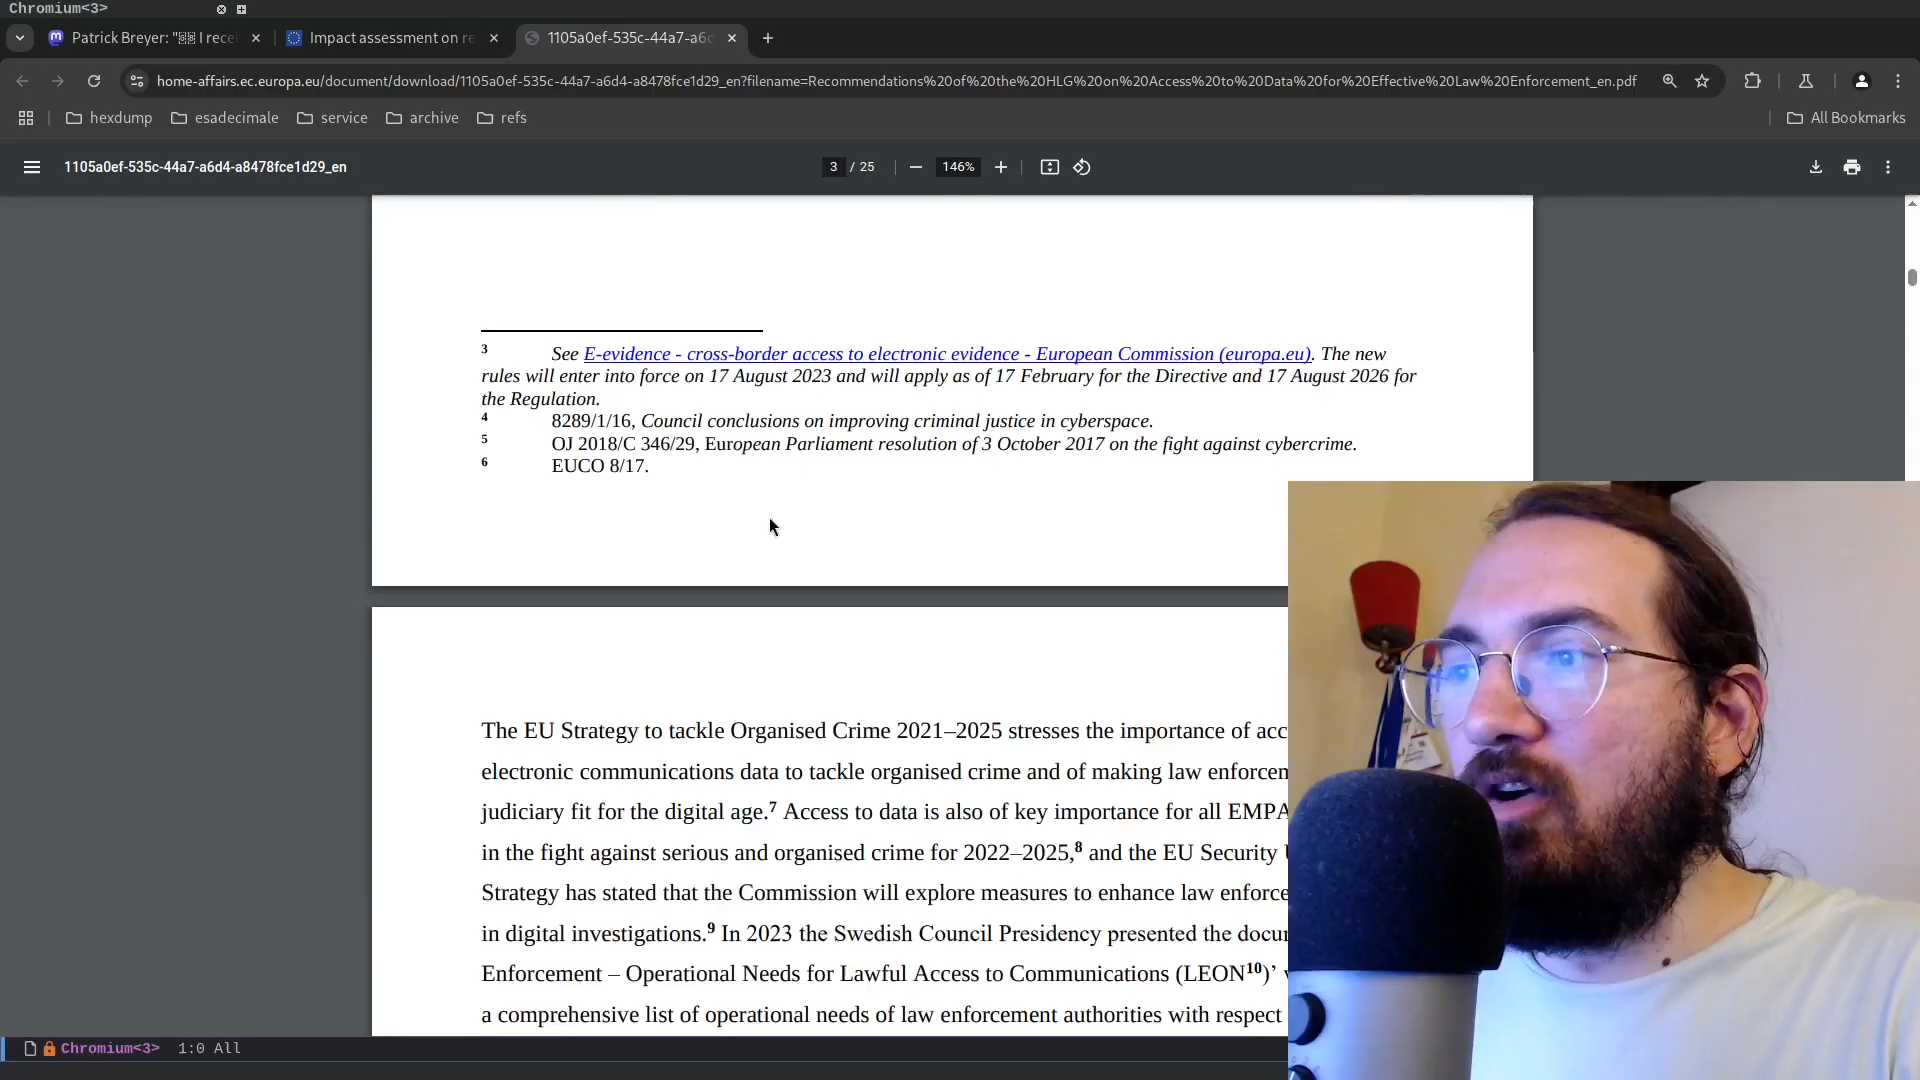 Chromium<3>
Patrick Breyer: "
I rece
Impact assessment on re
1105a0ef-535c-44a7-a6d
home-affairs.ec.europa.eu/document/download/1105a0ef-535c-44a7-a6d4-a8478fce1d29_en?filename=Recommendations%20of%20the%20HLG%20on%20Access%20to%20Data%20for%20Effective%20Law%20Enforcement_en.pdf
hexdump
esadecimale
service
archive
refs
All Bookmarks
1105a0ef-535c-44a7-a6d4-a8478fce1d29_en
3 / 25
146%
3 See E-evidence - cross-border access to electronic evidence - European Commission (europa.eu). The new
rules will enter into force on 17 August 2023 and will apply as of 17 February for the Directive and 17 August 2026 for
the Regulation.
4 8289/1/16, Council conclusions on improving criminal justice in cyberspace.
5 OJ 2018/C 346/29, European Parliament resolution of 3 October 2017 on the fight against cybercrime.
6 EUCO 8/17.
The EU Strategy to tackle Organised Crime 2021–2025 stresses the importance of acc
electronic communications data to tackle organised crime and of making law enforcem
judiciary fit for the digital age.7 Access to data is also of key importance for all EMPA
in the fight against serious and organised crime for 2022–2025,8 and the EU Security U
Strategy has stated that the Commission will explore measures to enhance law enforce
in digital investigations.9 In 2023 the Swedish Council Presidency presented the docu
Enforcement – Operational Needs for Lawful Access to Communications (LEON10)’
a comprehensive list of operational needs of law enforcement authorities with respect
Chromium<3> 1:0 All